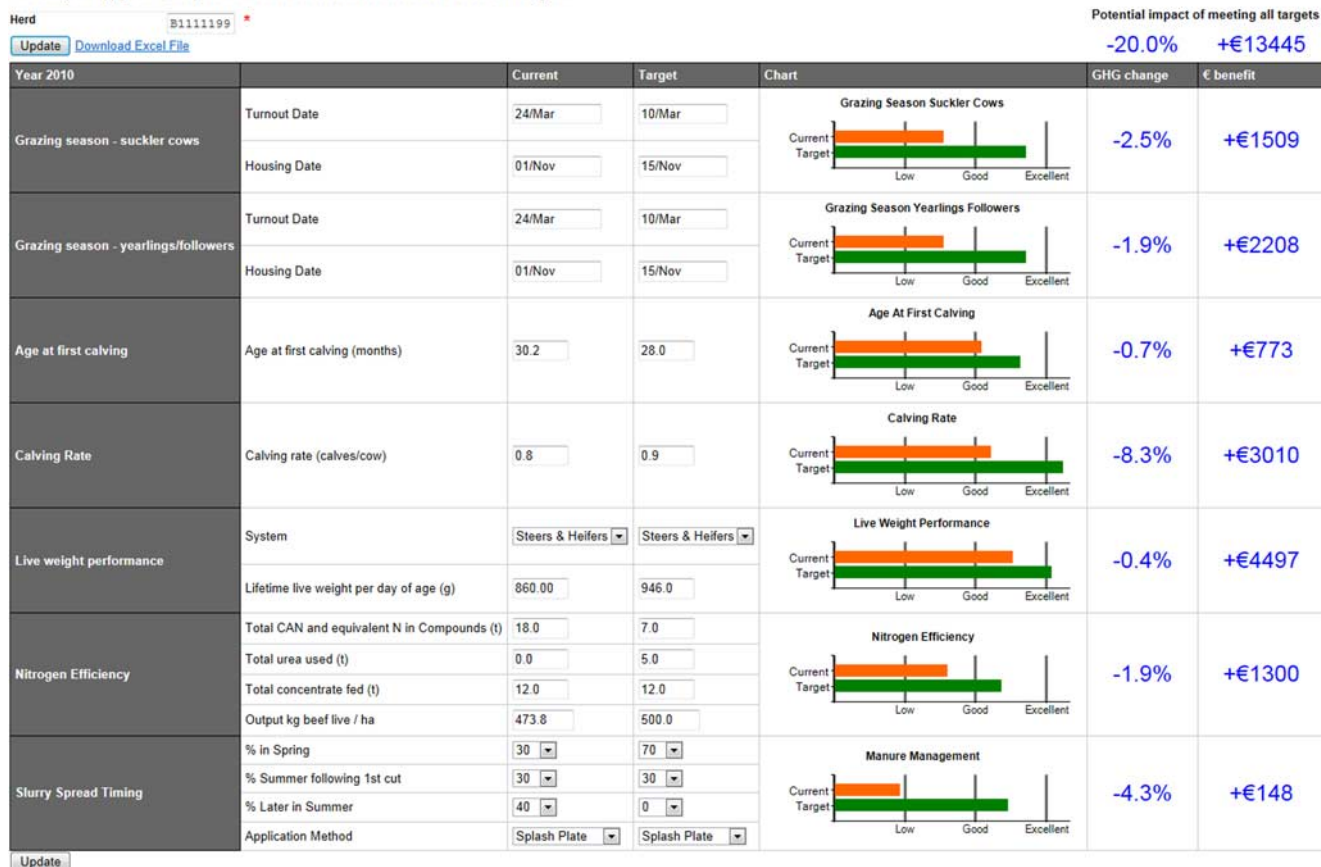 Herd B1111199 *
Potential impact of meeting all targets
Update Download Excel File
-20.0% +€13445
Year 2010 Current Target Chart GHG change € benefit
Grazing season - suckler cows
Turnout Date 24/Mar 10/Mar
Housing Date 01/Nov 15/Nov
Grazing Season Suckler Cows
Current
Target
Low Good Excellent
-2.5% +€1509
Grazing season - yearlings/followers
Turnout Date 24/Mar 10/Mar
Housing Date 01/Nov 15/Nov
Grazing Season Yearlings Followers
Current
Target
Low Good Excellent
-1.9% +€2208
Age at first calving
Age at first calving (months) 30.2 28.0
Age At First Calving
Current
Target
Low Good Excellent
-0.7% +€773
Calving Rate
Calving rate (calves/cow) 0.8 0.9
Calving Rate
Current
Target
Low Good Excellent
-8.3% +€3010
Live weight performance
System Steers & Heifers Steers & Heifers
Lifetime live weight per day of age (g) 860.00 946.0
Live Weight Performance
Current
Target
Low Good Excellent
-0.4% +€4497
Nitrogen Efficiency
Total CAN and equivalent N in Compounds (t) 18.0 7.0
Total urea used (t) 0.0 5.0
Total concentrate fed (t) 12.0 12.0
Output kg beef live / ha 473.8 500.0
Nitrogen Efficiency
Current
Target
Low Good Excellent
-1.9% +€1300
Slurry Spread Timing
% in Spring 30 70
% Summer following 1st cut 30 30
% Later in Summer 40 0
Application Method Splash Plate Splash Plate
Manure Management
Current
Target
Low Good Excellent
-4.3% +€148
Update